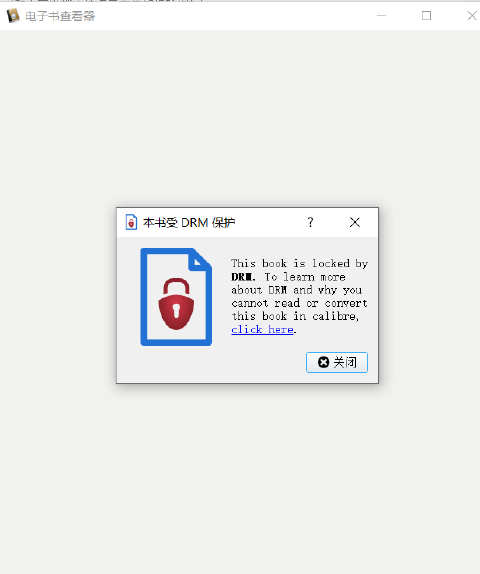 电子书查看器
本书受 DRM 保护
?
This book is locked by
DRM. To learn more
about DRM and why you
cannot read or convert
this book in calibre,
click here.
关闭